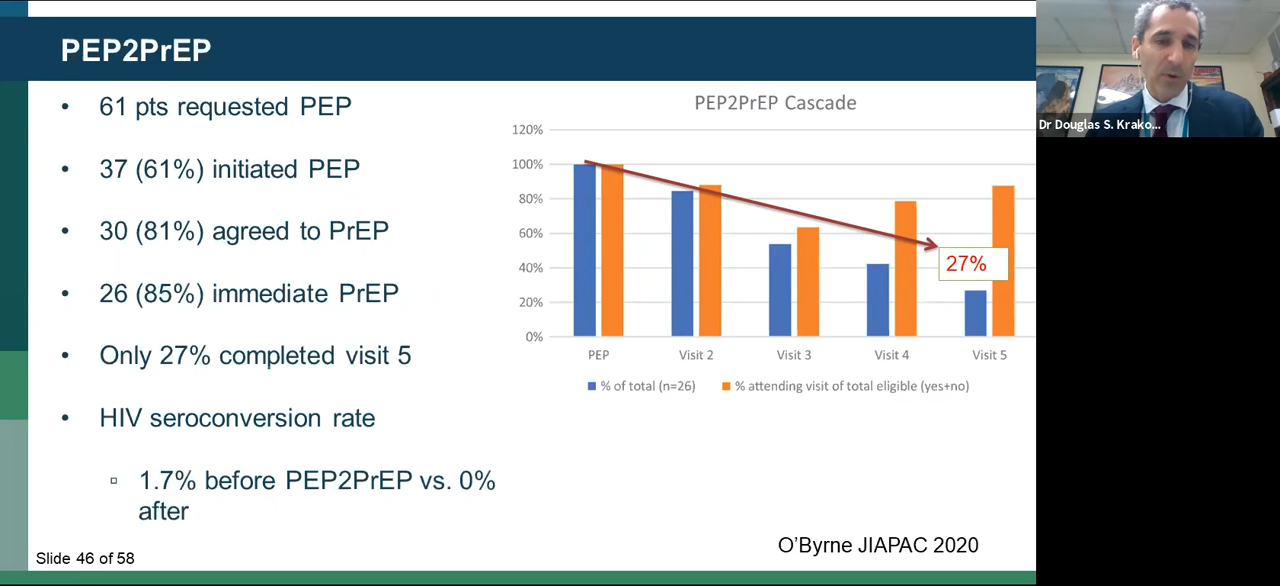 PEP2PrEP
• 61 pts requested PEP
• 37 (61%) initiated PEP
• 30 (81%) agreed to PrEP
• 26 (85%) immediate PrEP
• Only 27% completed visit 5
• HIV seroconversion rate
▫ 1.7% before PEP2PrEP vs. 0%
after
PEP2PrEP Cascade
120%
100%
80%
60%
40%
20%
0%
27%
PEP Visit 2 Visit 3 Visit 4 Visit 5
% of total (n=26) % attending visit of total eligible (yes+no)
O'Byrne JIAPAC 2020
Slide 46 of 58
Dr Douglas S. Krako...